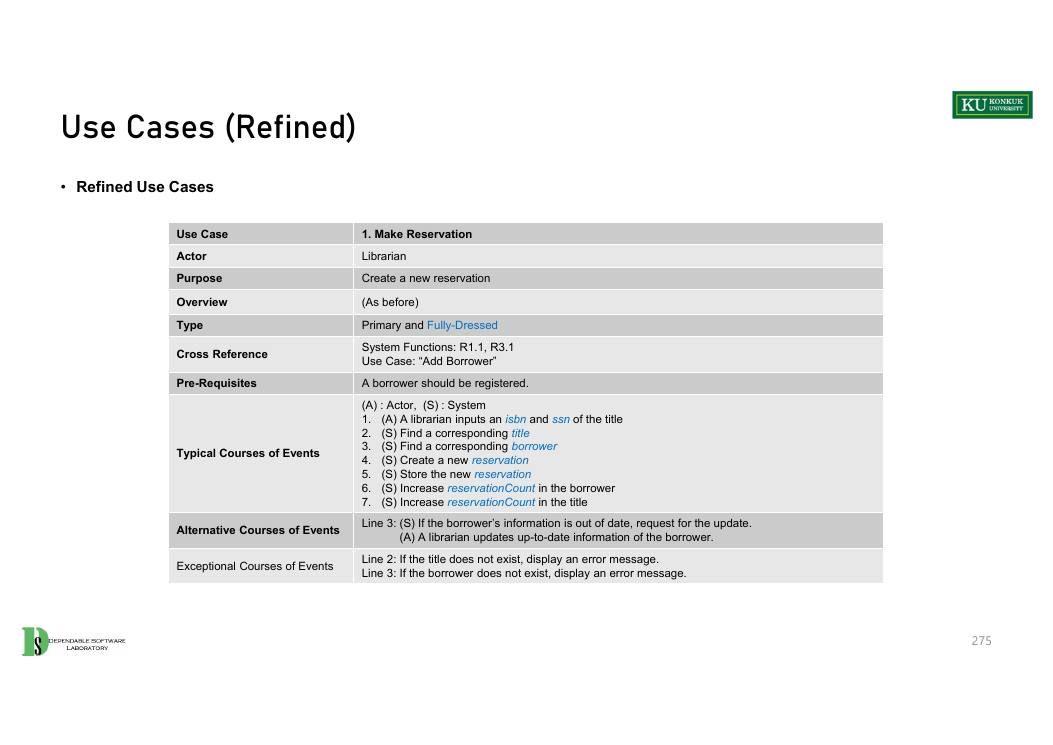 KU KONKUK
UNIVERSITY
Use Cases (Refined)
• Refined Use Cases
Use Case 1. Make Reservation
Actor Librarian
Purpose Create a new reservation
Overview (As before)
Type Primary and Fully-Dressed
Cross Reference
System Functions: R1.1, R3.1
Use Case: “Add Borrower”
Pre-Requisites A borrower should be registered.
Typical Courses of Events
(A) : Actor, (S) : System
1. (A) A librarian inputs an isbn and ssn of the title
2. (S) Find a corresponding title
3. (S) Find a corresponding borrower
4. (S) Create a new reservation
5. (S) Store the new reservation
6. (S) Increase reservationCount in the borrower
7. (S) Increase reservationCount in the title
Alternative Courses of Events
Line 3: (S) If the borrower’s information is out of date, request for the update.
(A) A librarian updates up-to-date information of the borrower.
Exceptional Courses of Events
Line 2: If the title does not exist, display an error message.
Line 3: If the borrower does not exist, display an error message.
DS DEPENDABLE SOFTWARE
LABORATORY
275